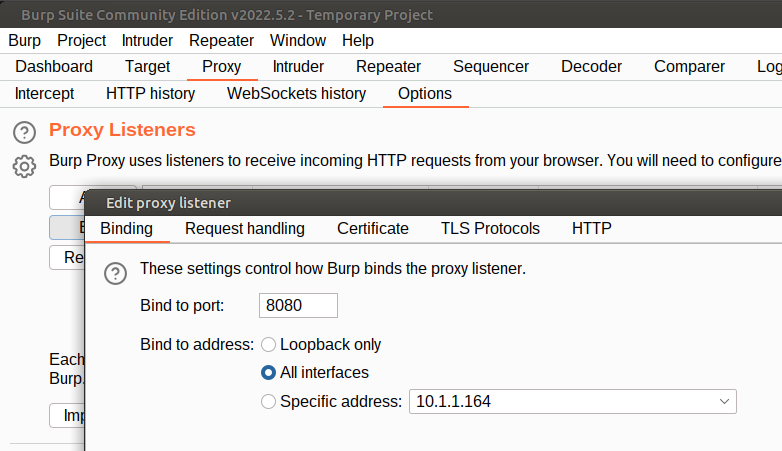 Burp Suite Community Edition v2022.5.2 - Temporary Project
Burp Project Intruder Repeater Window Help
Dashboard Target Proxy Intruder Repeater Sequencer Decoder Comparer Log
Intercept HTTP history WebSockets history Options
Proxy Listeners
Burp Proxy uses listeners to receive incoming HTTP requests from your browser. You will need to configure
Edit proxy listener
Binding Request handling Certificate TLS Protocols HTTP
Re
These settings control how Burp binds the proxy listener.
Bind to port: 8080
Bind to address: Loopback only
Each
All interfaces
Burp.
Specific address: 10.1.1.164
Imp